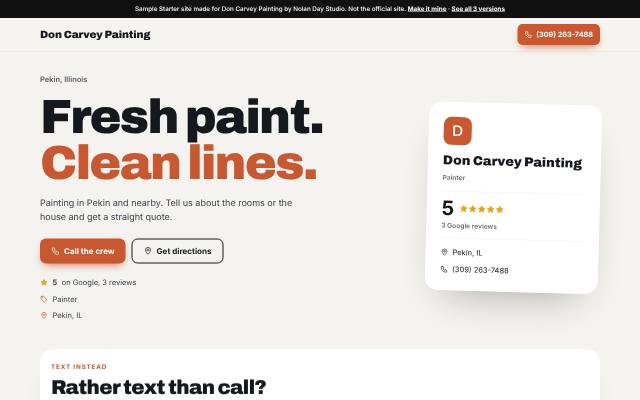 Sample Starter site made for Don Carvey Painting by Nolan Day Studio. Not the official site. Make it mine · See all 3 versions
Don Carvey Painting
(309) 263-7488
Pekin, Illinois
Fresh paint.
Clean lines.
Painting in Pekin and nearby. Tell us about the rooms or the
house and get a straight quote.
Call the crew
Get directions
5 on Google, 3 reviews
Painter
Pekin, IL
D
Don Carvey Painting
Painter
5
3 Google reviews
Pekin, IL
(309) 263-7488
TEXT INSTEAD
Rather text than call?